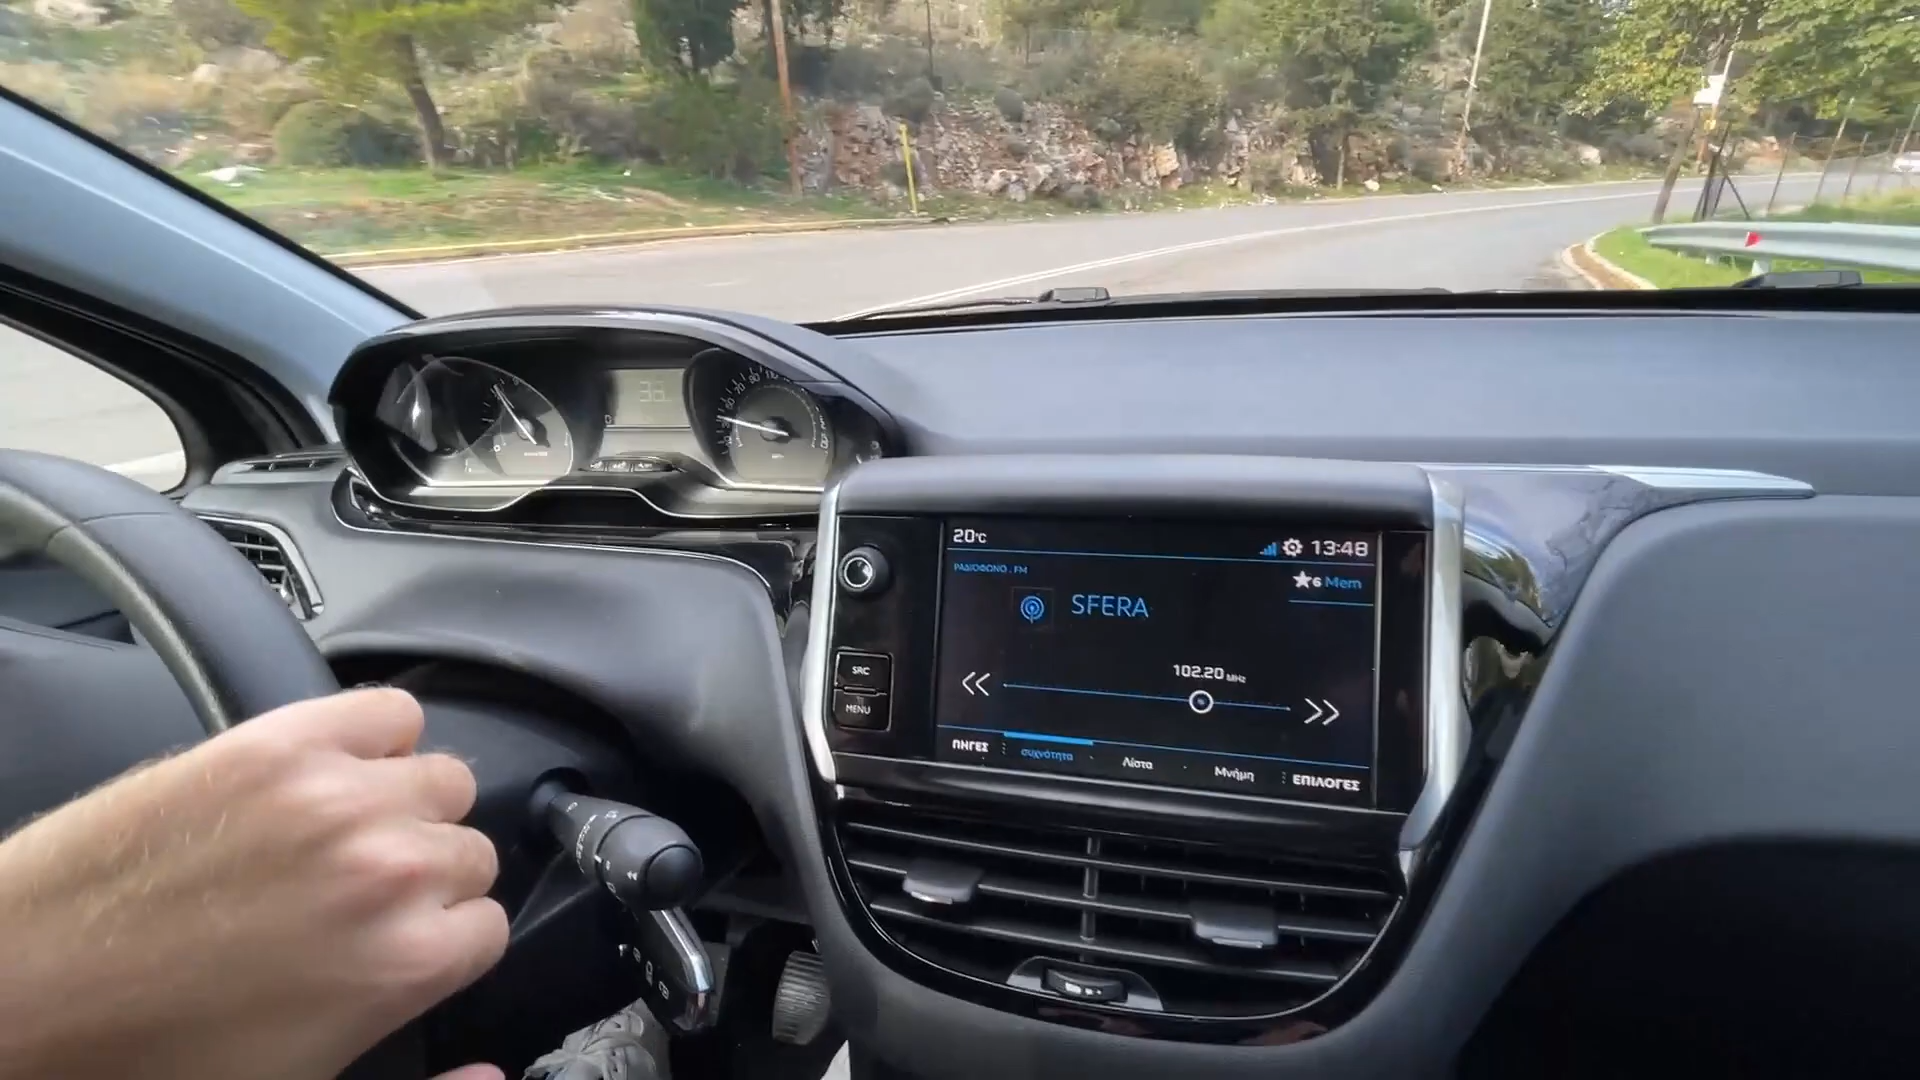 20°C
13:48
ΡΑΔΙΟΦΩΝΟ . FM
★6 Mem
SFERA
102.20 MHz
SRC
MENU
ΠΗΓΕΣ
συχνότητα
Λίστα
Μνήμη
ΕΠΙΛΟΓΕΣ